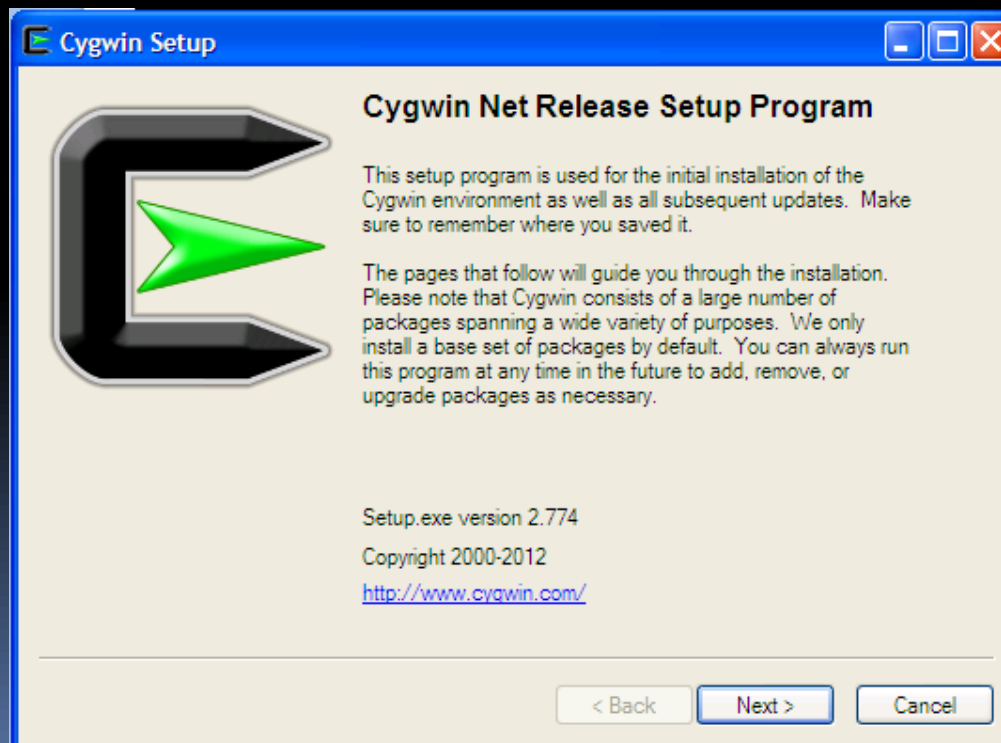 Cygwin Setup
Cygwin Net Release Setup Program
This setup program is used for the initial installation of the
Cygwin environment as well as all subsequent updates.  Make
sure to remember where you saved it.
The pages that follow will guide you through the installation.
Please note that Cygwin consists of a large number of
packages spanning a wide variety of purposes.  We only
install a base set of packages by default.  You can always run
this program at any time in the future to add, remove, or
upgrade packages as necessary.
Setup.exe version 2.774
Copyright 2000-2012
http://www.cygwin.com/
< Back
Next >
Cancel